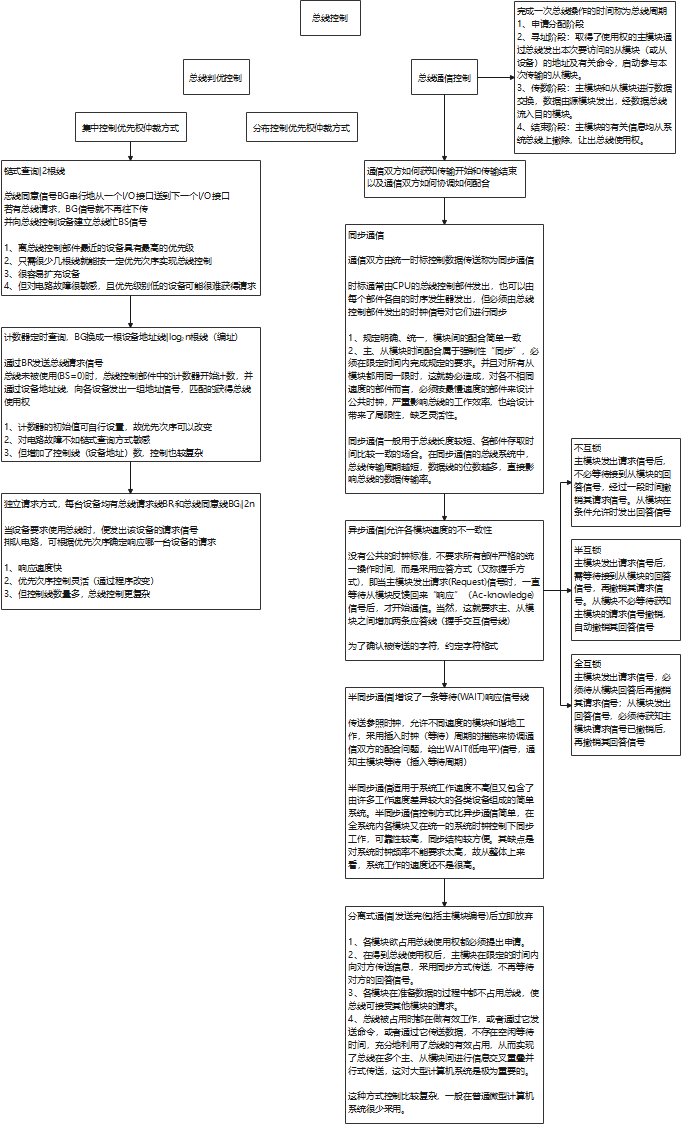 总线控制
总线判优控制
总线通信控制
完成一次总线操作的时间称为总线周期
1、申请分配阶段
2、寻址阶段：取得了使用权的主模块通
过总线发出本次要访问的从模块（或从
设备）的地址及有关命令，启动参与本
次传输的从模块。
3、传数阶段：主模块和从模块进行数据
交换，数据由源模块发出，经数据总线
流入目的模块。
4、结束阶段：主模块的有关信息均从系
统总线上撤除，让出总线使用权。
集中控制优先权仲裁方式
分布控制优先权仲裁方式
链式查询|2根线
总线同意信号BG串行地从一个I/O接口送到下一个I/O接口
若有总线请求，BG信号就不再往下传
并向总线控制设备建立总线忙BS信号
1、离总线控制部件最近的设备具有最高的优先级
2、只需很少几根线就能按一定优先次序实现总线控制
3、很容易扩充设备
4、但对电路故障很敏感，且优先级别低的设备可能很难获得请求
计数器定时查询，BG换成一根设备地址线|log₂n根线（编址）
通过BR发送总线请求信号
总线未被使用(BS=0)时，总线控制部件中的计数器开始计数，并
通过设备地址线，向各设备发出一组地址信号，匹配的获得总线
使用权
1、计数器的初始值可自行设置，故优先次序可以改变
2、对电路故障不如链式查询方式敏感
3、但增加了控制线（设备地址）数，控制也较复杂
独立请求方式，每台设备均有总线请求线BR和总线同意线BG|2n
当设备要求使用总线时，便发出该设备的请求信号
排队电路，可根据优先次序确定响应哪一台设备的请求
1、响应速度快
2、优先次序控制灵活（通过程序改变）
3、但控制线数量多，总线控制更复杂
通信双方如何获知传输开始和传输结束
以及通信双方如何协调如何配合
同步通信
通信双方由统一时标控制数据传送称为同步通信
时标通常由CPU的总线控制部件发出，也可以由
每个部件各自的时序发生器发出，但必须由总线
控制部件发出的时钟信号对它们进行同步
1、规定明确、统一，模块间的配合简单一致
2、主、从模块时间配合属于强制性“同步”，必
须在限定时间内完成规定的要求。并且对所有从
模块都用同一限时，这就势必造成，对各不相同
速度的部件而言，必须按最慢速度的部件来设计
公共时钟，严重影响总线的工作效率，也给设计
带来了局限性，缺乏灵活性。
同步通信一般用于总线长度较短、各部件存取时
间比较一致的场合。在同步通信的总线系统中，
总线传输周期越短，数据线的位数越多，直接影
响总线的数据传输率。
异步通信|允许各模块速度的不一致性
没有公共的时钟标准，不要求所有部件严格的统
一操作时间，而是采用应答方式（又称握手方
式），即当主模块发出请求(Request)信号时，一直
等待从模块反馈回来“响应”（Ac-knowledge)
信号后，才开始通信。当然，这就要求主、从模
块之间增加两条应答线（握手交互信号线）
为了确认被传送的字符，约定字符格式
不互锁
主模块发出请求信号后，
不必等待接到从模块的回
答信号，经过一段时间撤
销其请求信号。从模块在
条件允许时发出回答信号
半互锁
主模块发出请求信号后，
需等待接到从模块的回答
信号，再撤销其请求信
号。从模块不必等待获知
主模块的请求信号撤销，
自动撤销其回答信号
全互锁
主模块发出请求信号，必
须待从模块回答后再撤销
其请求信号；从模块发出
回答信号，必须待获知主
模块请求信号已撤销后，
再撤销其回答信号
半同步通信|增设了一条等待(WAIT)响应信号线
传送参照时钟，允许不同速度的模块和谐地工
作，采用插入时钟（等待）周期的措施来协调通
信双方的配合问题，给出WAIT(低电平)信号，通
知主模块等待（插入等待周期）
半同步通信适用于系统工作速度不高但又包含了
由许多工作速度差异较大的各类设备组成的简单
系统。半同步通信控制方式比异步通信简单，在
全系统内各模块又在统一的系统时钟控制下同步
工作，可靠性较高，同步结构较方便。其缺点是
对系统时钟频率不能要求太高，故从整体上来
看，系统工作的速度还不是很高。
分离式通信|发送完(包括主模块编号)后立即放弃
1、各模块欲占用总线使用权都必须提出申请。
2、在得到总线使用权后，主模块在限定的时间内
向对方传送信息，采用同步方式传送，不再等待
对方的回答信号。
3、各模块在准备数据的过程中都不占用总线，使
总线可接受其他模块的请求。
4、总线被占用时都在做有效工作，或者通过它发
送命令，或者通过它传送数据，不存在空闲等待
时间，充分地利用了总线的有效占用，从而实现
了总线在多个主、从模块间进行信息交叉重叠并
行式传送，这对大型计算机系统是极为重要的。
这种方式控制比较复杂，一般在普通微型计算机
系统很少采用。